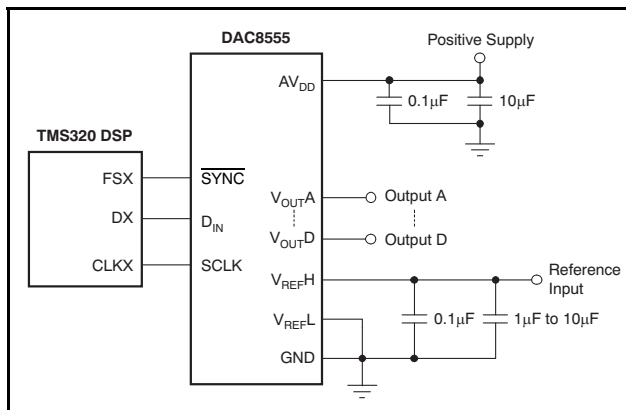 DAC8555
Positive Supply
AVDD
0.1μF
10μF
TMS320 DSP
FSX
SYNC
VOUTA
Output A
DX
DIN
VOUTD
Output D
CLKX
SCLK
VREFH
Reference
Input
VREFL
0.1μF
1μF to 10μF
GND